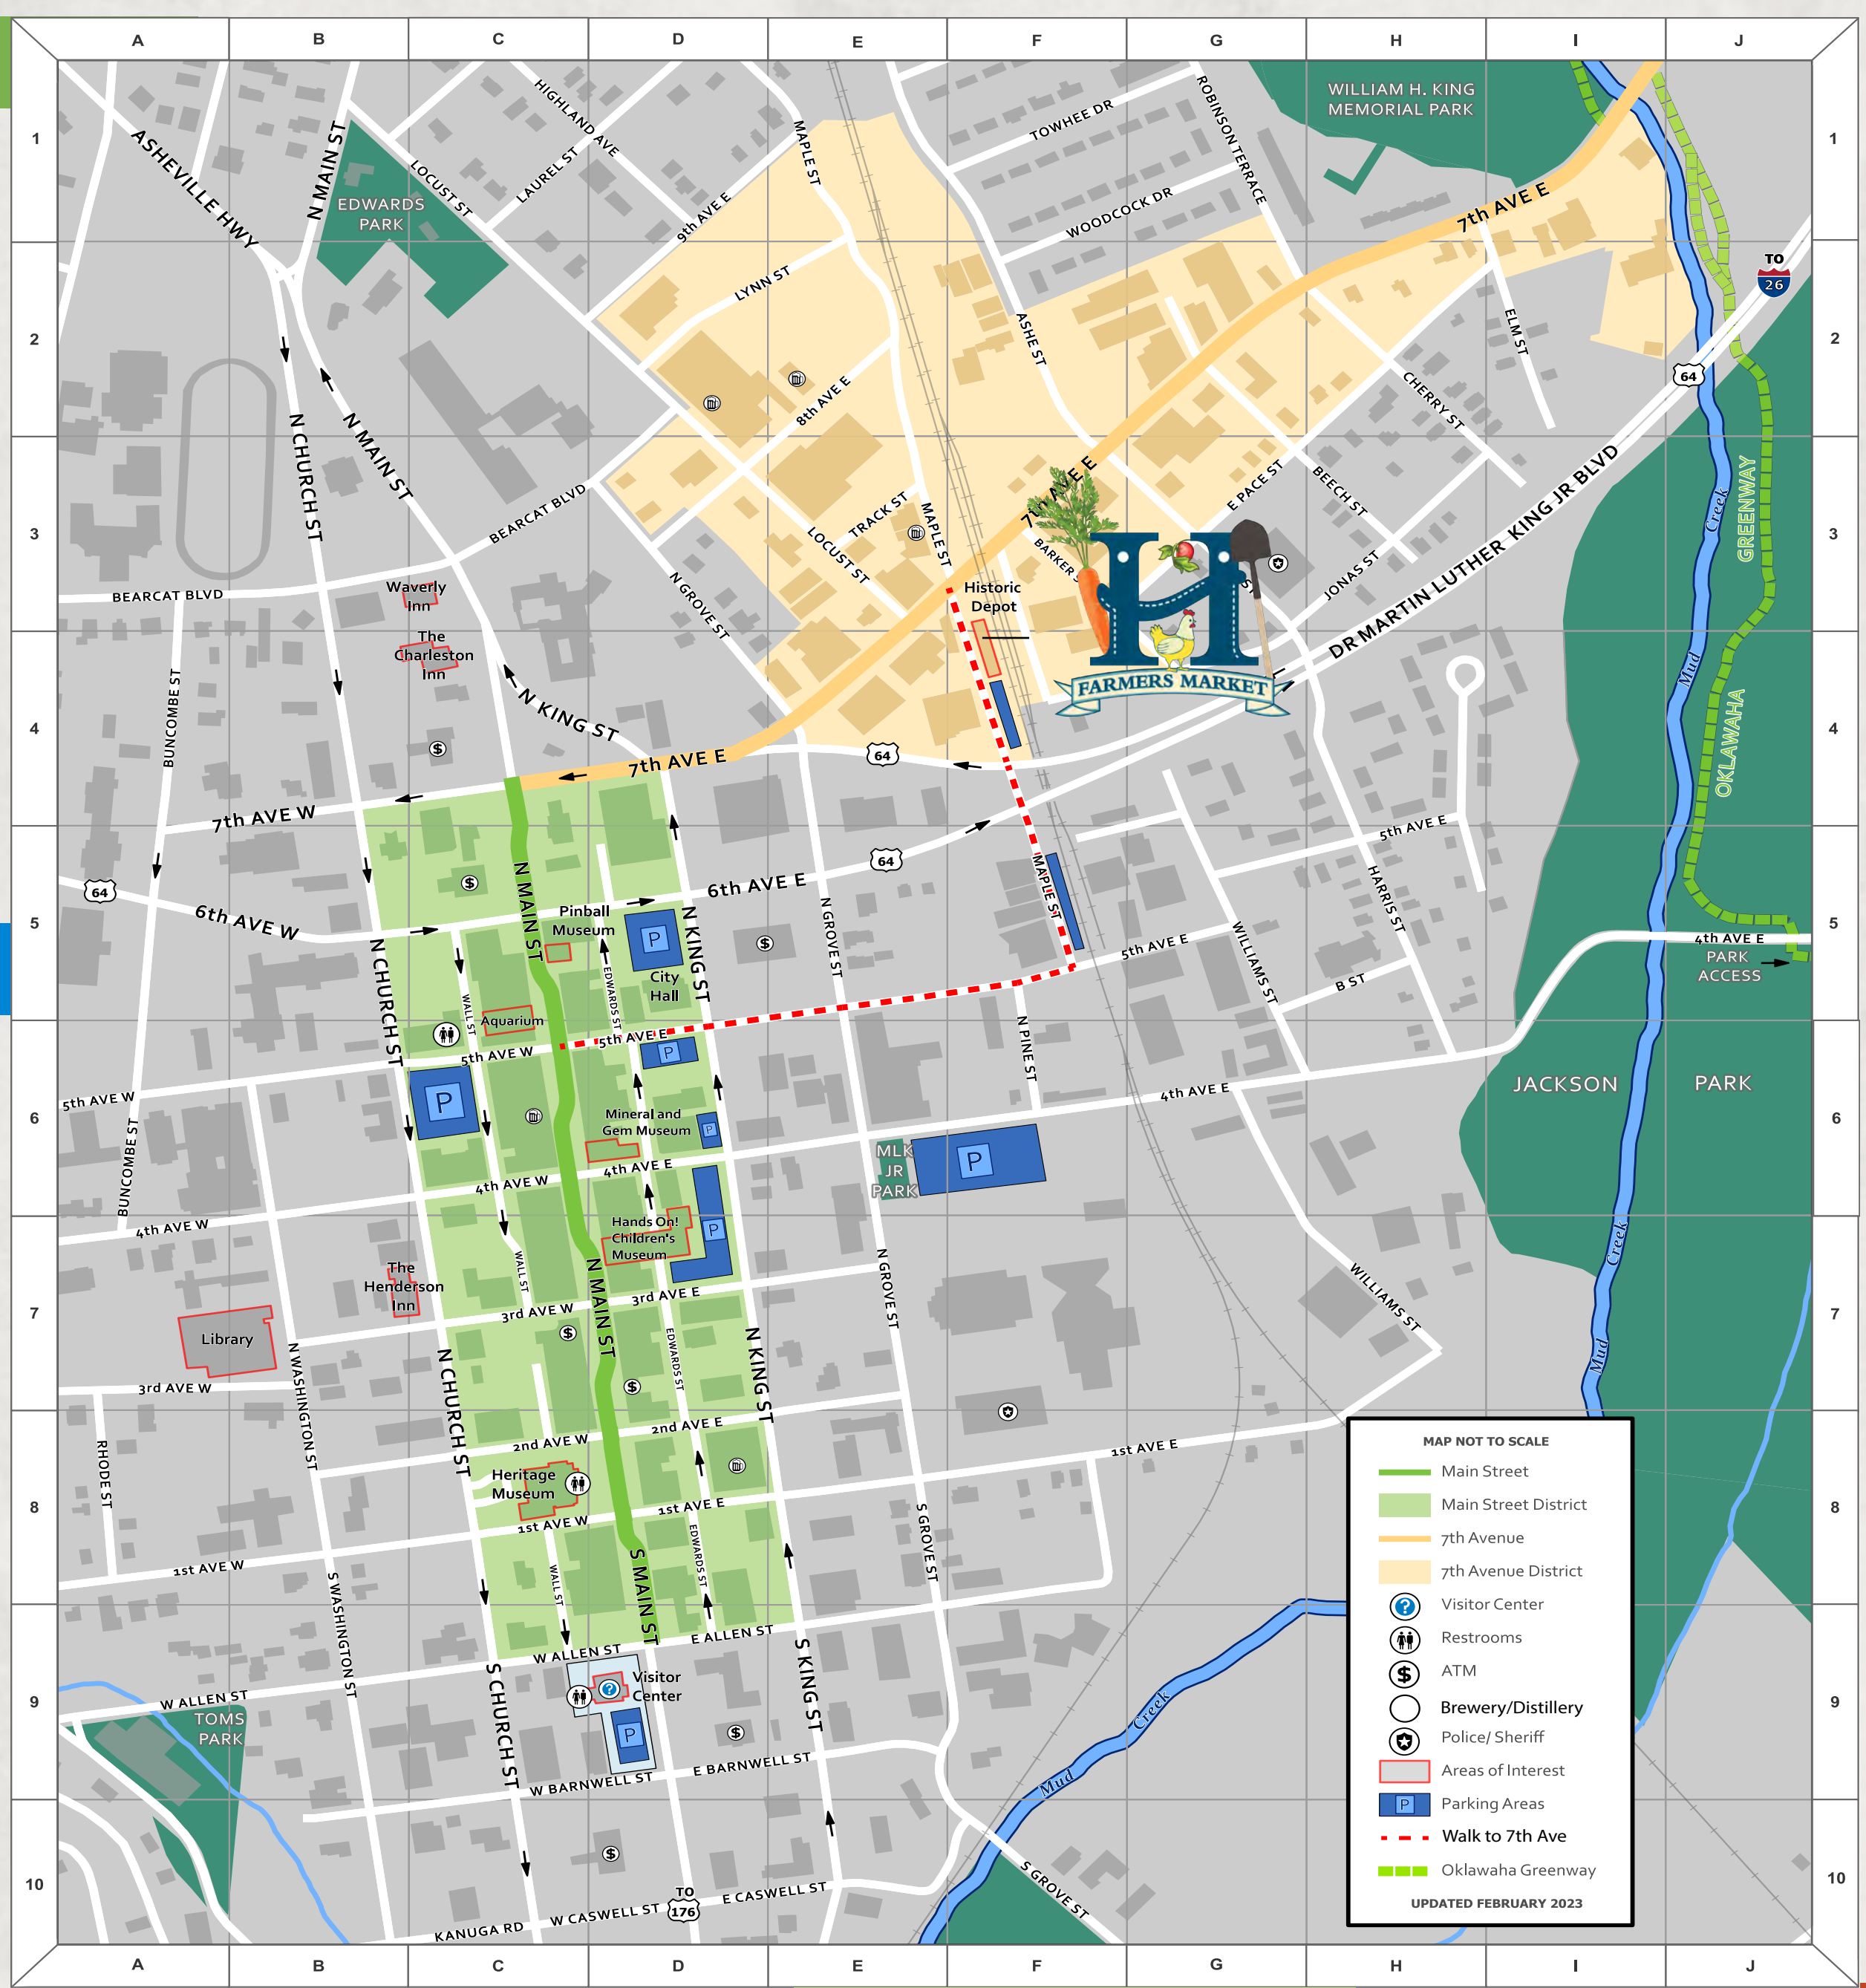 A
B
C
D
E
F
G
H
I
J
1
2
3
4
5
6
7
8
9
10
1
2
3
4
5
6
7
8
9
10
A
B
C
D
E
F
G
H
I
J
ASHEVILLE HWY
N MAIN ST
EDWARDS
PARK
LOCUST ST
HIGHLAND AVE
LAUREL ST
9th AVE E
MAPLE ST
TOWHEE DR
ROBINSON TERRACE
WOODCOCK DR
WILLIAM H. KING
MEMORIAL PARK
7th AVE E
TO
26
LYNN ST
ASHE ST
ELM ST
64
8th AVE E
CHERRY ST
N CHURCH ST
N MAIN ST
BEARCAT BLVD
TRACK ST
LOCUST ST
MAPLE ST
7th AVE E
BARKER S
E PACE ST
BEECH ST
JONAS ST
DR MARTIN LUTHER KING JR BLVD
Creek
GREENWAY
BEARCAT BLVD
Waverly
Inn
N GROVE ST
Historic
Depot
H
FARMERS MARKET
The
Charleston
Inn
BUNCOMBE ST
N KING ST
7th AVE E
64
Mud
OKLAWAHA
7th AVE W
5th AVE E
64
6th AVE W
6th AVE E
64
N MAIN ST
Pinball
Museum
P
City
Hall
N KING ST
N GROVE ST
MAPLE ST
5th AVE E
WILLIAMS ST
HARRIS ST
B ST
4th AVE E
PARK
ACCESS
N CHURCH ST
WALL ST
EDWARDS ST
Aquarium
5th AVE W
5th AVE E
P
N PINE ST
4th AVE E
JACKSON
PARK
5th AVE W
P
BUNCOMBE ST
Mineral and
Gem Museum
P
4th AVE E
4th AVE W
4th AVE W
MLK
JR
PARK
P
Hands On!
Children's
Museum
P
WALL ST
N MAIN ST
N GROVE ST
Creek
The
Henderson
Inn
3rd AVE E
3rd AVE W
WILLIAMS ST
Mud
Library
3rd AVE W
N WASHINGTON ST
N CHURCH ST
EDWARDS ST
N KING ST
2nd AVE E
2nd AVE W
1st AVE E
RHODE ST
Heritage
Museum
1st AVE E
1st AVE W
1st AVE W
S GROVE ST
EDWARDS ST
WALL ST
S MAIN ST
S WASHINGTON ST
E ALLEN ST
W ALLEN ST
W ALLEN ST
TOMS
PARK
Visitor
Center
P
S CHURCH ST
S KING ST
E BARNWELL ST
W BARNWELL ST
Creek
Mud
S GROVE ST
E CASWELL ST
W CASWELL ST
KANUGA RD
TO
176
MAP NOT TO SCALE
Main Street
Main Street District
7th Avenue
7th Avenue District
? Visitor Center
Restrooms
$ ATM
Brewery/Distillery
Police/ Sheriff
Areas of Interest
P Parking Areas
Walk to 7th Ave
Oklawaha Greenway
UPDATED FEBRUARY 2023